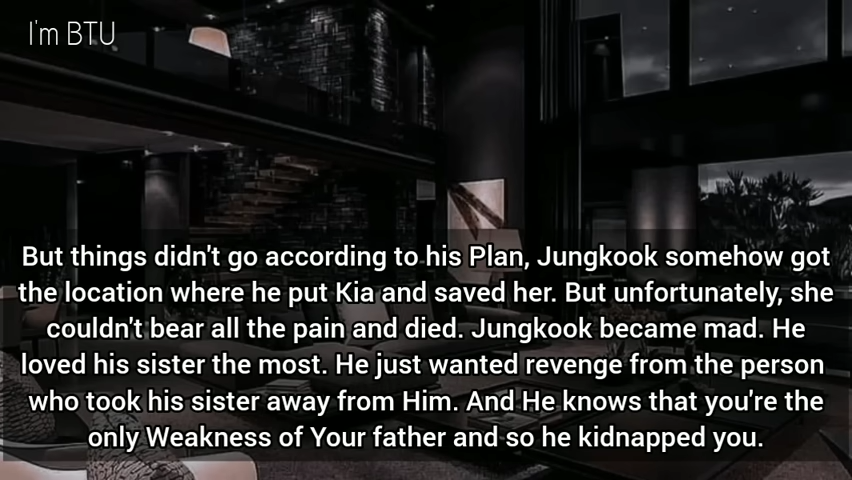 I'm BTU
But things didn't go according to his Plan, Jungkook somehow got
the location where he put Kia and saved her. But unfortunately, she
couldn't bear all the pain and died. Jungkook became mad. He
loved his sister the most. He just wanted revenge from the person
who took his sister away from Him. And He knows that you're the
only Weakness of Your father and so he kidnapped you.